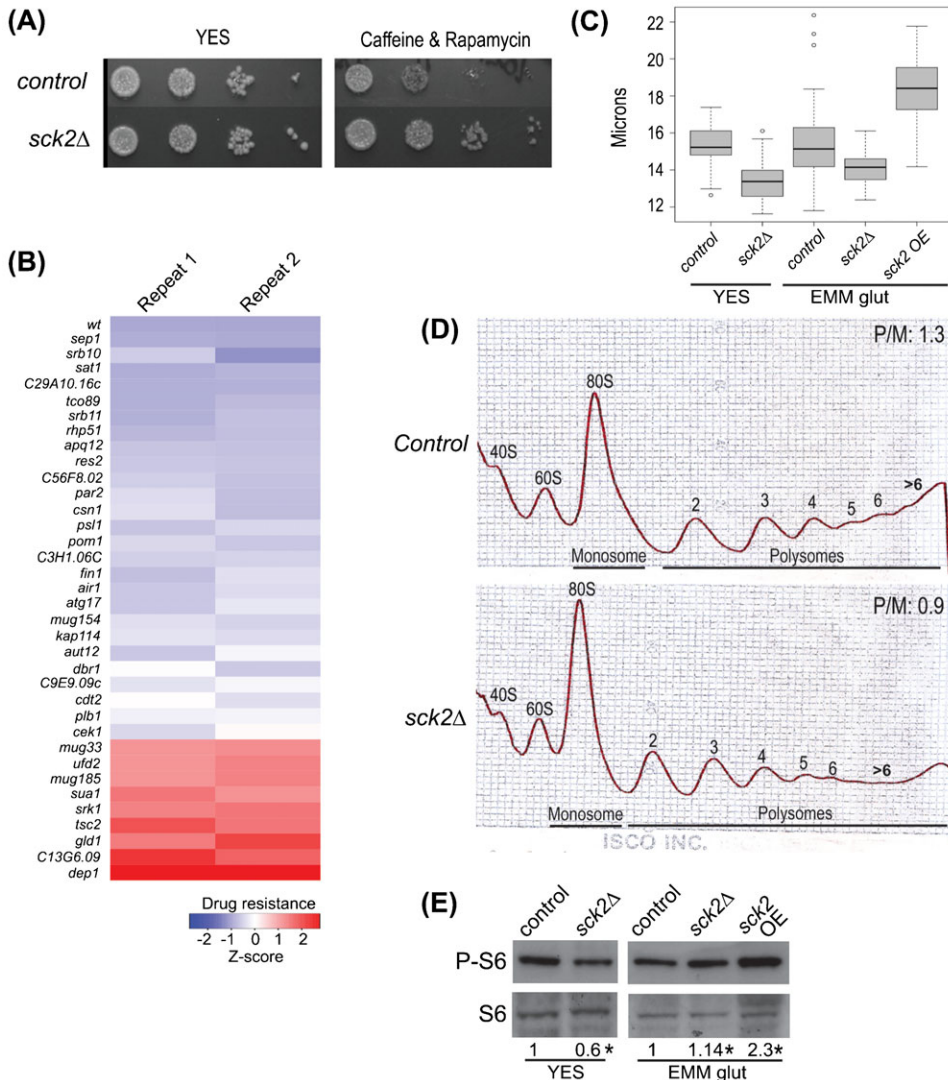 (A)
YES
Caffeine & Rapamycin
control
sck2Δ
(B)
Repeat 1
Repeat 2
wt
sep1
srb10
sat1
C29A10.16c
tco89
srb11
rhp51
apq12
res2
C56F8.02
par2
csn1
psl1
pom1
C3H1.06C
fin1
air1
atg17
mug154
kap114
aut12
dbr1
C9E9.09c
cdt2
plb1
cek1
mug33
ufd2
mug185
sua1
srk1
tsc2
gld1
C13G6.09
dep1
Drug resistance
-2 -1 0 1 2
Z-score
(C)
Microns
22
20
18
16
14
12
control
sck2Δ
control
sck2Δ
sck2 OE
YES
EMM glut
(D)
P/M: 1.3
Control
40S
60S
80S
2
3
4
5
6
>6
Monosome
Polysomes
P/M: 0.9
sck2Δ
40S
60S
80S
2
3
4
5
6
>6
Monosome
Polysomes
ISCO INC.
(E)
control
sck2Δ
control
sck2Δ
sck2 OE
P-S6
S6
1 0.6* 1 1.14* 2.3*
YES
EMM glut